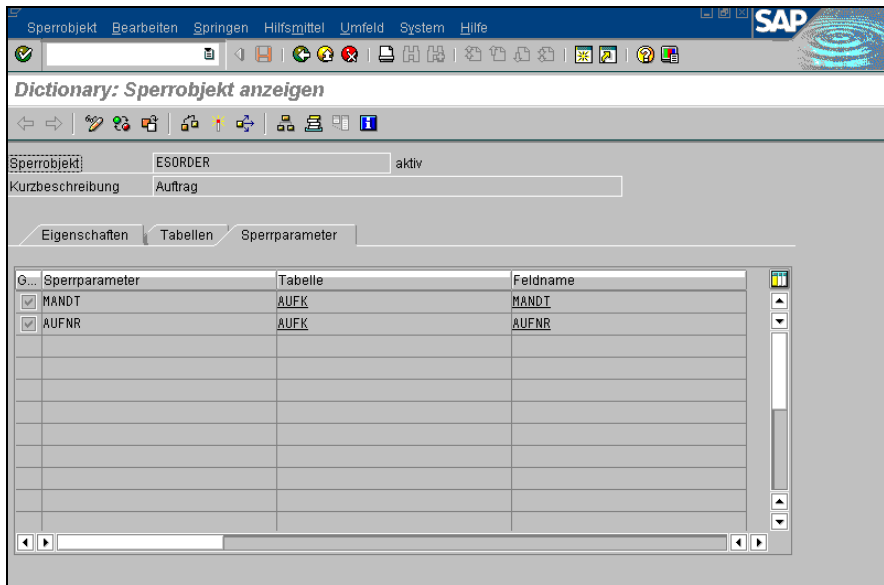 Sperrobjekt Bearbeiten Springen Hilfsmittel Umfeld System Hilfe
SAP
Dictionary: Sperrobjekt anzeigen
Sperrobjekt ESORDER aktiv
Kurzbeschreibung Auftrag
Eigenschaften Tabellen Sperrparameter
G... Sperrparameter Tabelle Feldname
MANDT AUFK MANDT
AUFNR AUFK AUFNR